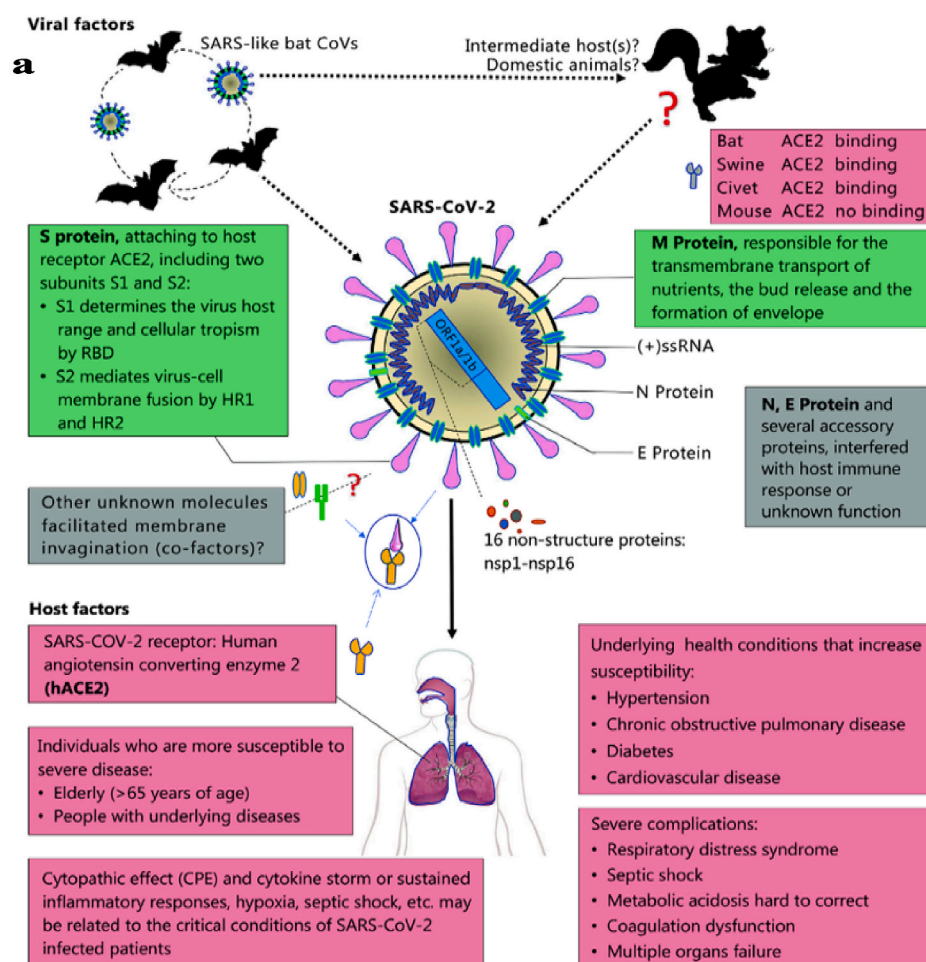 Viral factors
a
SARS-like bat CoVs
Intermediate host(s)?
Domestic animals?
?
Bat ACE2 binding
Swine ACE2 binding
Civet ACE2 binding
Mouse ACE2 no binding
SARS-CoV-2
S protein, attaching to host
receptor ACE2, including two
subunits S1 and S2:
• S1 determines the virus host
range and cellular tropism
by RBD
• S2 mediates virus-cell
membrane fusion by HR1
and HR2
M Protein, responsible for the
transmembrane transport of
nutrients, the bud release and the
formation of envelope
ORF1a/1b
(+)ssRNA
N Protein
E Protein
N, E Protein and
several accessory
proteins, interfered
with host immune
response or
unknown function
?
Other unknown molecules
facilitated membrane
invagination (co-factors)?
16 non-structure proteins:
nsp1-nsp16
Host factors
SARS-COV-2 receptor: Human
angiotensin converting enzyme 2
(hACE2)
Individuals who are more susceptible to
severe disease:
• Elderly (>65 years of age)
• People with underlying diseases
Cytopathic effect (CPE) and cytokine storm or sustained
inflammatory responses, hypoxia, septic shock, etc. may
be related to the critical conditions of SARS-CoV-2
infected patients
Underlying health conditions that increase
susceptibility:
• Hypertension
• Chronic obstructive pulmonary disease
• Diabetes
• Cardiovascular disease
Severe complications:
• Respiratory distress syndrome
• Septic shock
• Metabolic acidosis hard to correct
• Coagulation dysfunction
• Multiple organs failure